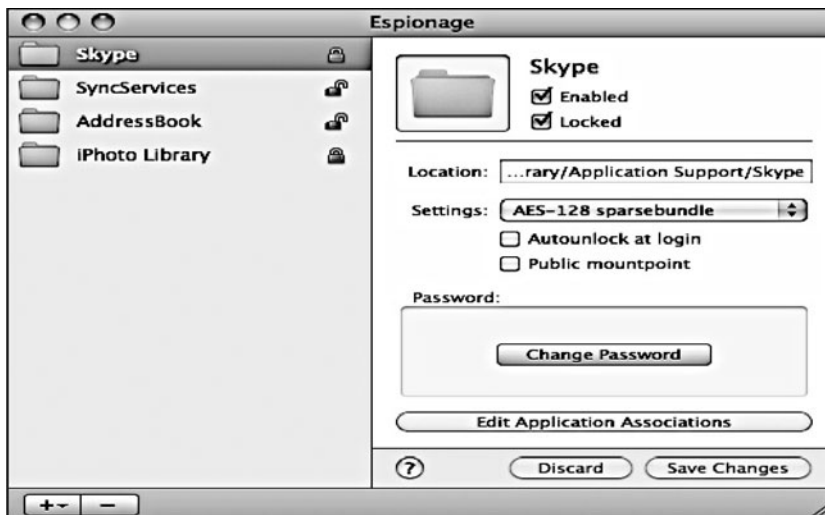 Espionage
Skype
SyncServices
AddressBook
iPhoto Library
Skype
Enabled
Locked
Location: ...rary/Application Support/Skype
Settings: AES-128 sparsebundle
Autounlock at login
Public mountpoint
Password:
Change Password
Edit Application Associations
? Discard Save Changes
+ −